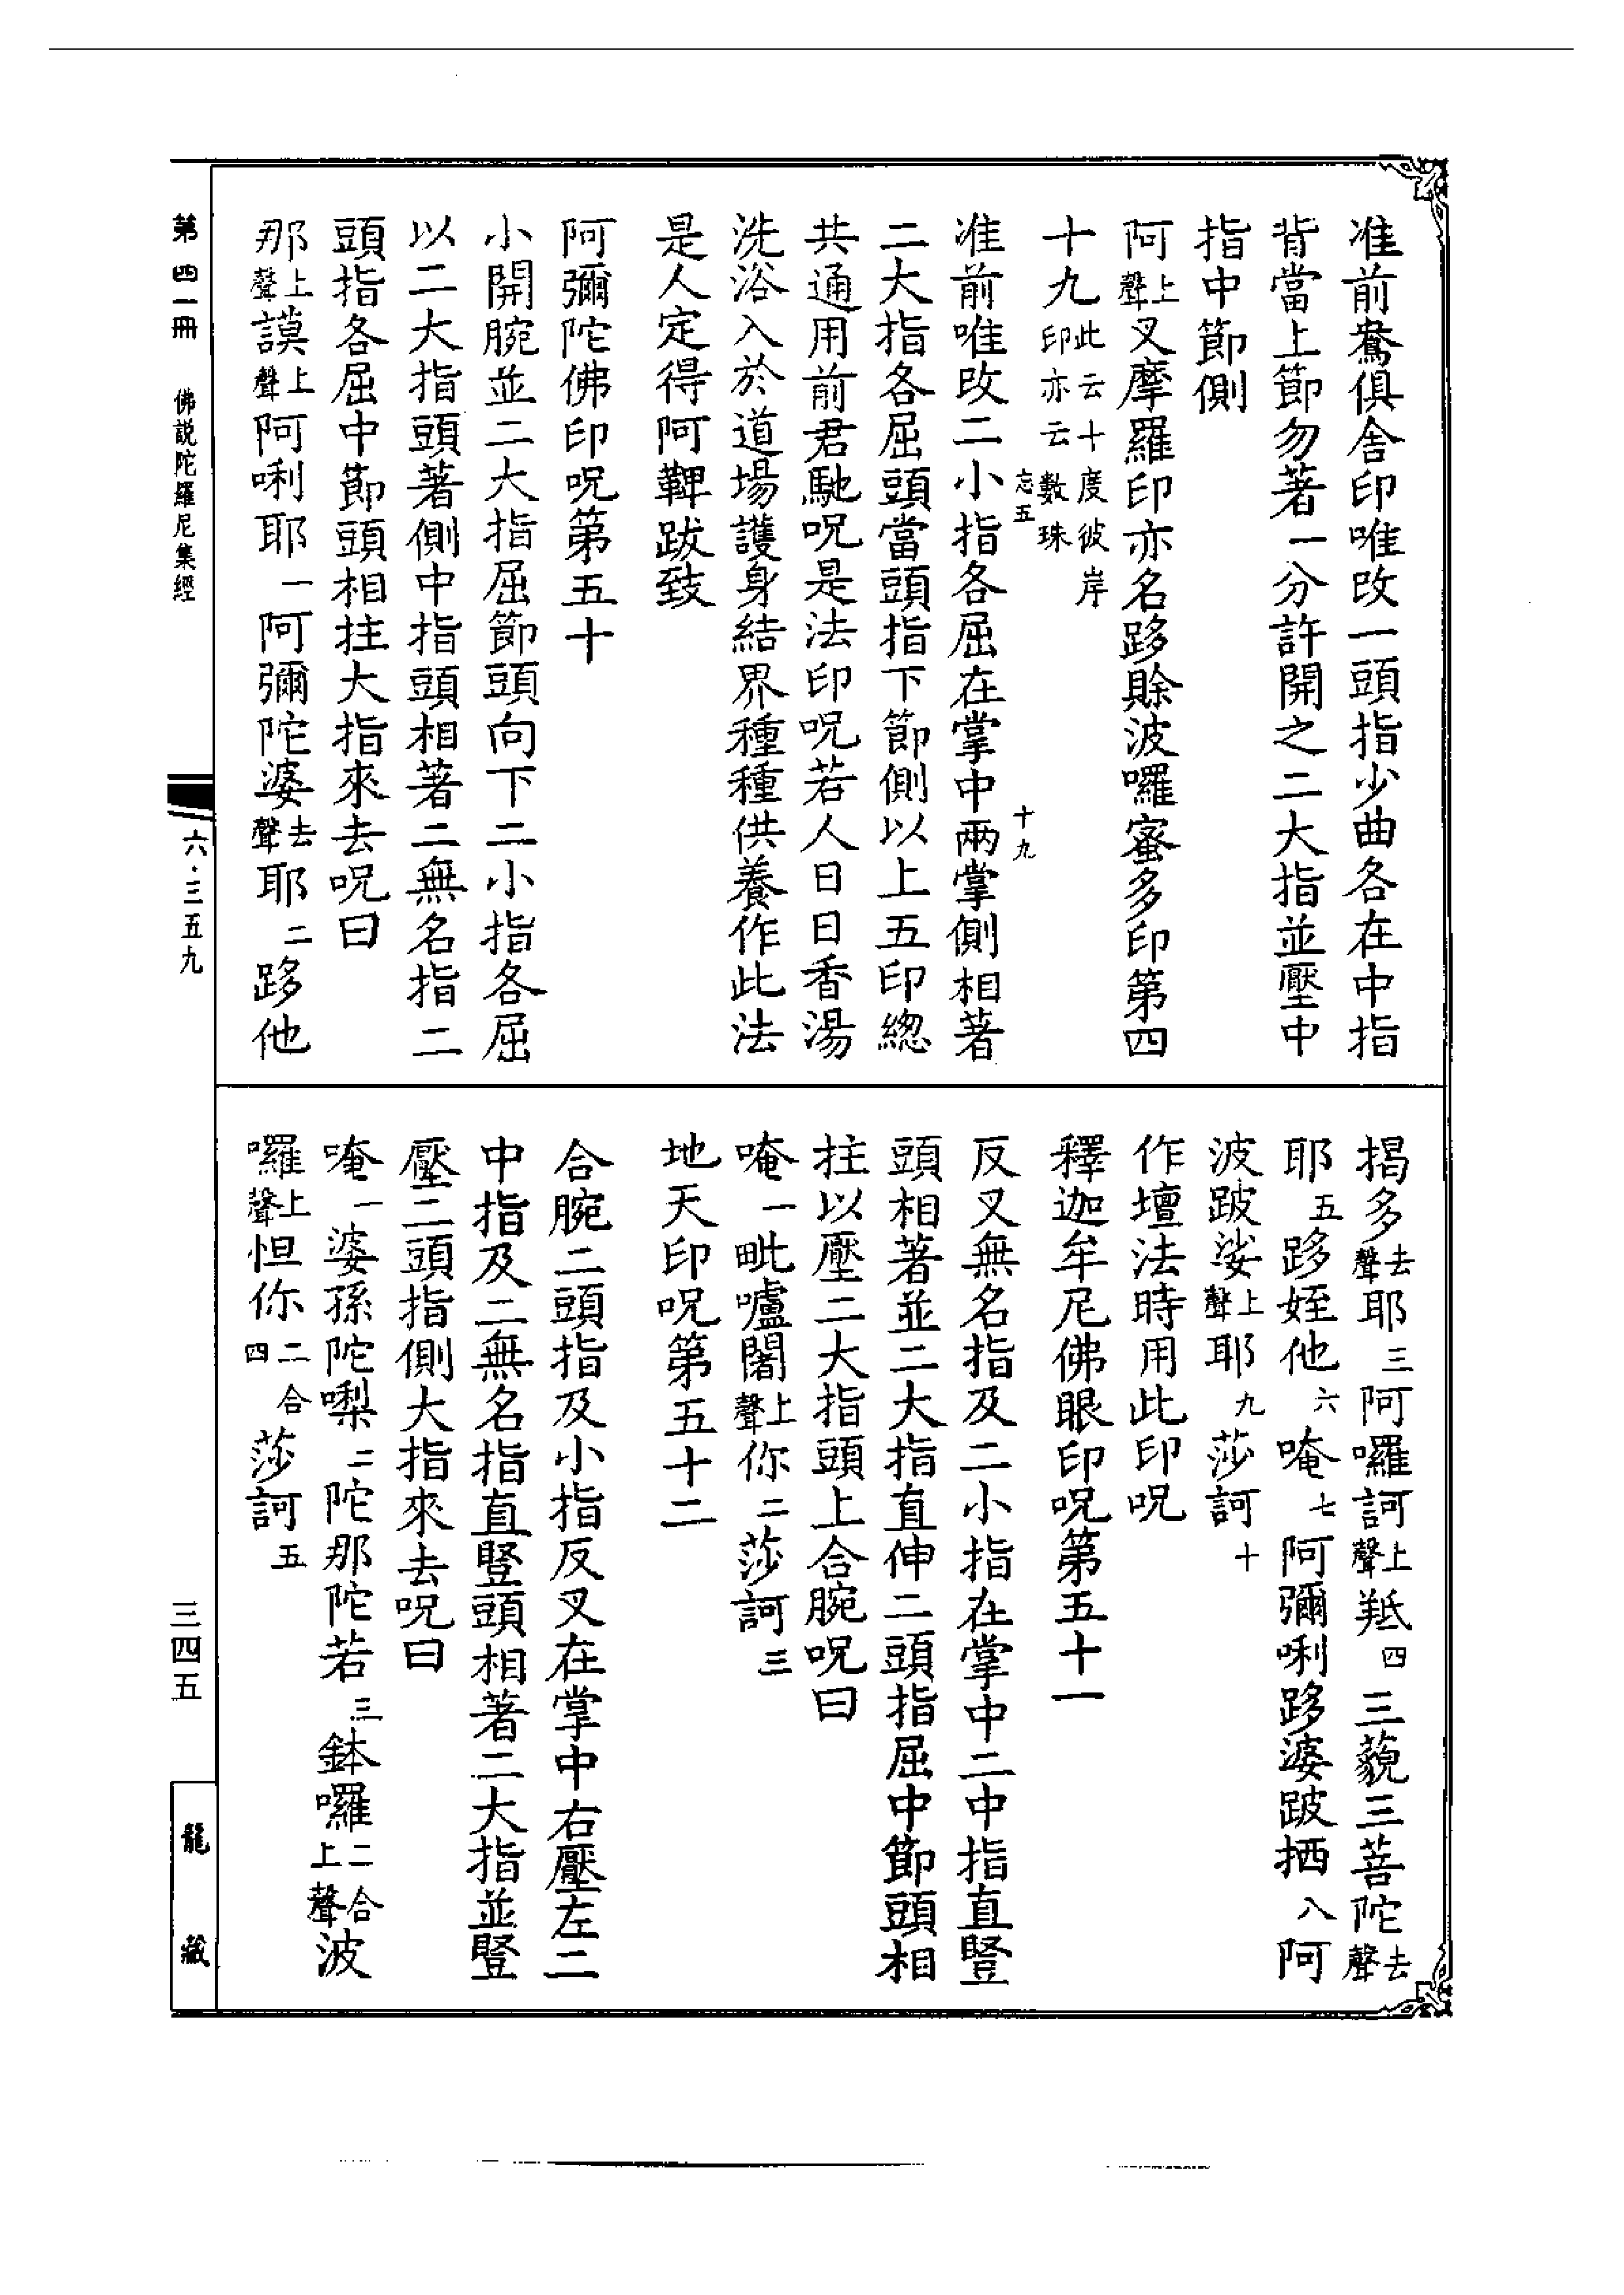 准前鴦俱舍印唯改一頭指少曲各在中指
背當上節勿著一分許開之二大指並壓中
指中節側
阿上聲叉摩羅印亦名跢賒波囉蜜多印第四
十九此云十度彼岸印亦云數珠
忘五 十九
准前唯改二小指各屈在掌中兩掌側相著
二大指各屈頭當頭指下節側以上五印總
共通用前君馳呪是法印呪若人日日香湯
洗浴入於道場護身結界種種供養作此法
是人定得阿鞞跋致
阿彌陀佛印呪第五十
小開腕並二大指屈節頭向下二小指各屈
以二大指頭著側中指頭相著二無名指二
頭指各屈中節頭相拄大指來去呪曰
那上聲謨上聲阿唎耶一阿彌陀婆去聲耶二跢他
揭多去聲耶三阿囉訶上聲羝四三藐三菩陀去聲
耶五跢姪他六唵七阿彌唎跢婆跛捂八阿
波跛娑上聲耶九莎訶十
作壇法時用此印呪
釋迦牟尼佛眼印呪第五十一
反叉無名指及二小指在掌中二中指直豎
頭相著並二大指直伸二頭指屈中節頭相
拄以壓二大指頭上合腕呪曰
唵一毗嚧闍上聲你二莎訶三
地天印呪第五十二
合腕二頭指及小指反叉在掌中右壓左二
中指及二無名指直豎頭相著二大指並豎
壓二頭指側大指來去呪曰
唵一婆孫陀㗚二陀那陀若三鉢囉二合上聲波
囉上聲怛你二合四莎訶五
第四一冊 佛説陀羅尼集經 六·三五九 三四五 龍藏